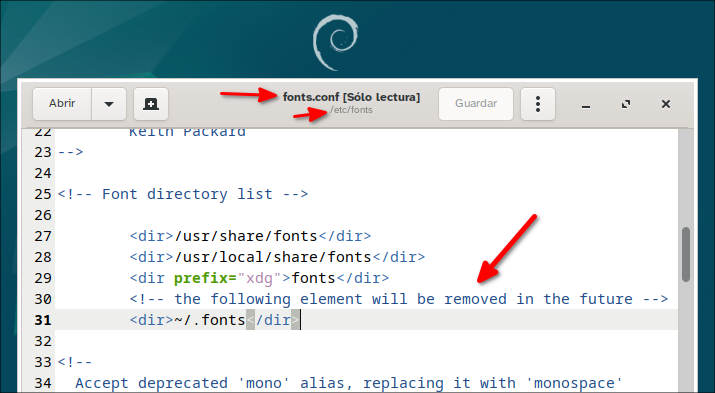 Abrir
fonts.conf [Sólo lectura]
/etc/fonts
Guardar
22 Keith Packard
23 -->
24
25 <!-- Font directory list -->
26
27 <dir>/usr/share/fonts</dir>
28 <dir>/usr/local/share/fonts</dir>
29 <dir prefix="xdg">fonts</dir>
30 <!-- the following element will be removed in the future -->
31 <dir>~/.fonts</dir>
32
33 <!--
34 Accept deprecated 'mono' alias, replacing it with 'monospace'